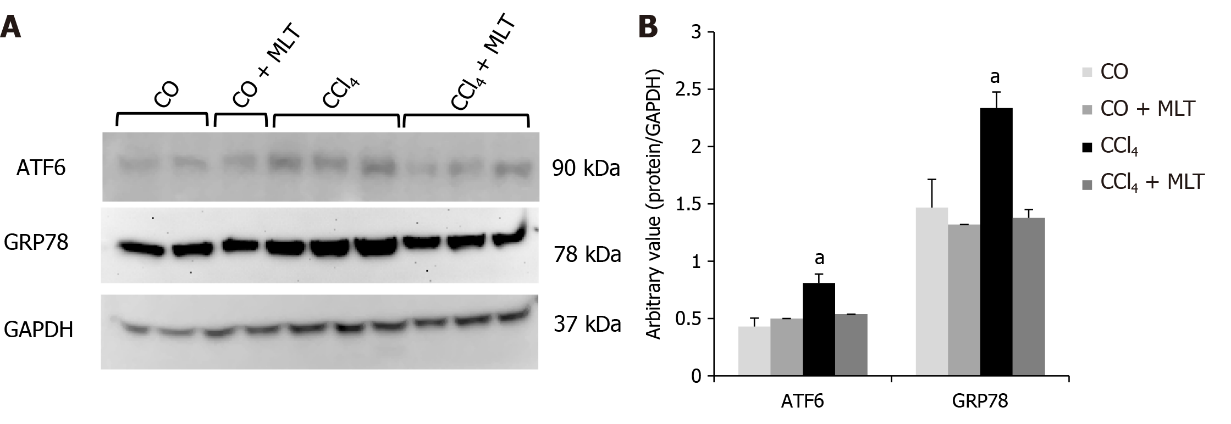 A
CO
CO + MLT
CCl₄
CCl₄ + MLT
ATF6
90 kDa
GRP78
78 kDa
GAPDH
37 kDa
B
Arbitrary value (protein/GAPDH)
3
2.5
2
1.5
1
0.5
0
a
a
ATF6
GRP78
CO
CO + MLT
CCl₄
CCl₄ + MLT